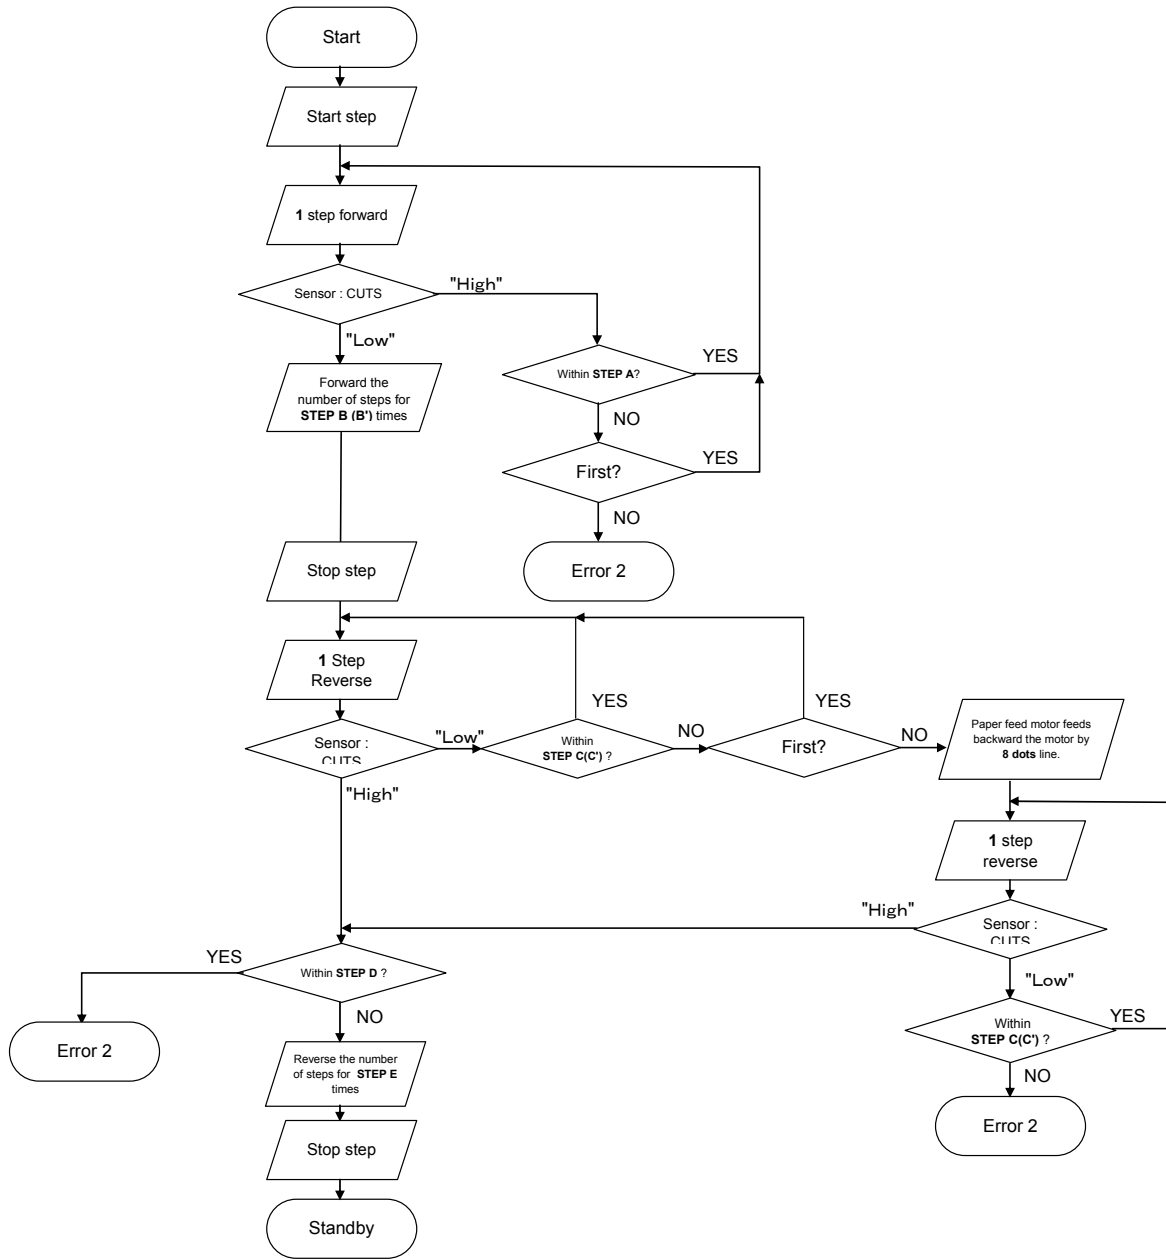 Start
Start step
1 step forward
Sensor : CUTS
"High"
"Low"
Within STEP A?
YES
NO
Forward the
number of steps for
STEP B (B') times
First?
YES
NO
Error 2
Stop step
1 Step
Reverse
Sensor :
CUTS
"Low"
"High"
Within
STEP C(C') ?
YES
NO
First?
YES
NO
Paper feed motor feeds
backward the motor by
8 dots line.
1 step
reverse
Sensor :
CUTS
"High"
"Low"
Within
STEP C(C') ?
YES
NO
Error 2
Within STEP D ?
YES
NO
Error 2
Reverse the number
of steps for STEP E
times
Stop step
Standby